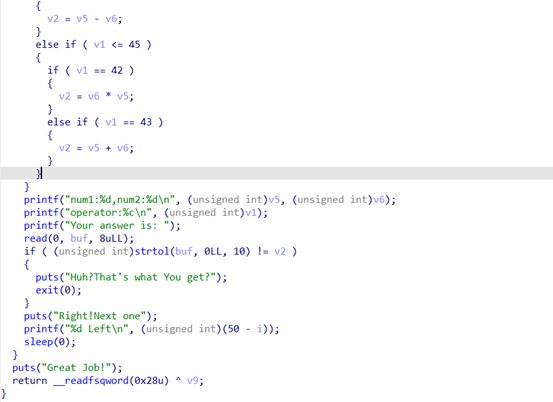 {
v2 = v5 - v6;
}
else if ( v1 <= 45 )
{
if ( v1 == 42 )
{
v2 = v6 * v5;
}
else if ( v1 == 43 )
{
v2 = v5 + v6;
}
}
}
printf("num1:%d,num2:%d\n", (unsigned int)v5, (unsigned int)v6);
printf("operator:%c\n", (unsigned int)v1);
printf("Your answer is: ");
read(0, buf, 8uLL);
if ( (unsigned int)strtol(buf, 0LL, 10) != v2 )
{
puts("Huh?That's what You get?");
exit(0);
}
puts("Right!Next one");
printf("%d Left\n", (unsigned int)(50 - i));
sleep(0);
}
puts("Great Job!");
return __readfsqword(0x28u) ^ v9;
}